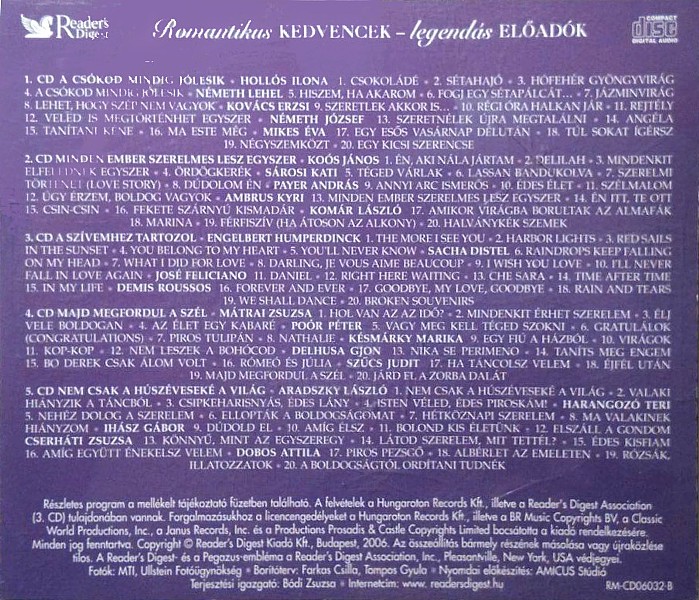 Reader's Digest
Romantikus KEDVENCEK – legendás ELŐADÓK
COMPACT disc DIGITAL AUDIO
1. CD A CSÓKOD MINDIG JÓLESIK • HOLLÓS ILONA 1. CSOKOLÁDÉ • 2. SÉTAHAJÓ • 3. HÓFEHÉR GYÖNGYVIRÁG
4. A CSÓKOD MINDIG JÓLESIK • NÉMETH LEHEL 5. HISZEM, HA AKAROM • 6. FOGJ EGY SÉTAPÁLCÁT... • 7. JÁZMINVIRÁG
8. LEHET, HOGY SZÉP NEM VAGYOK • KOVÁCS ERZSI 9. SZERETLEK AKKOR IS... • 10. RÉGI ÓRA HALKAN JÁR • 11. REJTÉLY
12. VELED IS MEGTÖRTÉNHET EGYSZER • NÉMETH JÓZSEF 13. SZERETNÉLEK ÚJRA MEGTALÁLNI • 14. ANGÉLA
15. TANÍTANI KÉNE • 16. MA ESTE MÉG • MIKES ÉVA 17. EGY ESŐS VASÁRNAP DÉLUTÁN • 18. TÚL SOKAT ÍGÉRSZ
19. NÉGYSZEMKÖZT • 20. EGY KICSI SZERENCSE
2. CD MINDEN EMBER SZERELMES LESZ EGYSZER • KOÓS JÁNOS 1. ÉN, AKI NÁLA JÁRTAM • 2. DELILAH • 3. MINDENKIT
ELFELEDNEK EGYSZER • 4. ÖRDÖGKERÉK • SÁROSI KATI 5. TÉGED VÁRLAK • 6. LASSAN BANDUKOLVA • 7. SZERELMI
TÖRTÉNET (LOVE STORY) • 8. DÚDOLOM ÉN • PAYER ANDRÁS 9. ANNYI ARC ISMERŐS • 10. ÉDES ÉLET • 11. SZÉLMALOM
12. ÚGY ÉRZEM, BOLDOG VAGYOK • AMBRUS KYRI • 13. MINDEN EMBER SZERELMES LESZ EGYSZER • 14. ÉN ITT, TE OTT
15. CSIN-CSIN • 16. FEKETE SZÁRNYÚ KISMADÁR • KOMÁR LÁSZLÓ • 17. AMIKOR VIRÁGBA BORULTAK AZ ALMAFÁK
18. MARINA • 19. FÉRFISZÍV (HA ÁTOSON AZ ALKONY) • 20. HALVÁNYKÉK SZEMEK
3. CD A SZÍVEMHEZ TARTOZOL • ENGELBERT HUMPERDINCK 1. THE MORE I SEE YOU • 2. HARBOR LIGHTS • 3. RED SAILS
IN THE SUNSET • 4. YOU BELONG TO MY HEART • 5. YOU'LL NEVER KNOW • SACHA DISTEL 6. RAINDROPS KEEP FALLING
ON MY HEAD • 7. WHAT I DID FOR LOVE • 8. DARLING, JE VOUS AIME BEAUCOUP • 9. I WISH YOU LOVE • 10. I'LL NEVER
FALL IN LOVE AGAIN • JOSÉ FELICIANO 11. DANIEL • 12. RIGHT HERE WAITING • 13. CHE SARA • 14. TIME AFTER TIME
15. IN MY LIFE • DEMIS ROUSSOS 16. FOREVER AND EVER • 17. GOODBYE, MY LOVE, GOODBYE • 18. RAIN AND TEARS
19. WE SHALL DANCE • 20. BROKEN SOUVENIRS
4. CD MAJD MEGFORDUL A SZÉL • MÁTRAI ZSUZSA 1. HOL VAN AZ AZ IDŐ? • 2. MINDENKIT ÉRHET SZERELEM • 3. ÉLJ
VELE BOLDOGAN • 4. AZ ÉLET EGY KABARÉ • POÓR PÉTER 5. VAGY MEG KELL TÉGED SZOKNI • 6. GRATULÁLOK
(CONGRATULATIONS) • 7. PIROS TULIPÁN • 8. NATHALIE • KÉSMÁRKY MARIKA 9. EGY FIÚ A HÁZBÓL • 10. VIRÁGOK
11. KOP-KOP • 12. NEM LESZEK A BOHÓCOD • DELHUSA GJON 13. NIKA SE PERIMENO • 14. TANÍTS MEG ENGEM
15. BO DEREK CSAK ÁLOM VOLT • 16. RÓMEÓ ÉS JÚLIA • SZŰCS JUDIT 17. HA TÁNCOLSZ VELEM • 18. ÉJFÉL UTÁN
19. MAJD MEGFORDUL A SZÉL • 20. JÁRD EL A ZORBA DALÁT
5. CD NEM CSAK A HÚSZÉVESEKÉ A VILÁG • ARADSZKY LÁSZLÓ 1. NEM CSAK A HÚSZÉVESEKÉ A VILÁG • 2. VALAKI
HIÁNYZIK A TÁNCBÓL • 3. CSIPKEHARISNYÁS, ÉDES LÁNY • 4. ISTEN VÉLED, ÉDES PIROSKÁM! • HARANGOZÓ TERI
5. NEHÉZ DOLOG A SZERELEM • 6. ELLOPTÁK A BOLDOGSÁGOMAT • 7. HÉTKÖZNAPI SZERELEM • 8. MA VALAKINEK
HIÁNYZOM • IHÁSZ GÁBOR • 9. DÚDOLD EL • 10. AMÍG ÉLSZ • 11. BOLOND KIS ÉLETÜNK • 12. ELSZÁLL A GONDOM
CSERHÁTI ZSUZSA • 13. KÖNNYŰ, MINT AZ EGYSZEREGY • 14. LÁTOD SZERELEM, MIT TETTÉL? • 15. ÉDES KISFIAM
16. AMÍG EGYÜTT ÉNEKELSZ VELEM • DOBOS ATTILA • 17. PIROS PEZSGŐ • 18. ALBÉRLET AZ EMELETEN • 19. RÓZSÁK,
ILLATOZZATOK • 20. A BOLDOGSÁGTÓL ORDÍTANI TUDNÉK
Részletes program a mellékelt tájékoztató füzetben található. A felvételek a Hungaroton Records Kft., illetve a Reader's Digest Association
(3. CD) tulajdonában vannak. Forgalmazásukhoz a licencengedélyeket a Hungaroton Records Kft., illetve a BR Music Copyrights BV, a Classic
World Productions, Inc., a Janus Records, Inc. és a Productions Prosadis & Castle Copyrights Limited bocsátotta a kiadó rendelkezésére.
Minden jog fenntartva. Copyright © Reader's Digest Kiadó Kft., Budapest, 2006. Az összeállítás bármely részének másolása vagy újraközlése
tilos. A Reader's Digest- és a Pegazus-embléma a Reader's Digest Association, Inc., Pleasantville, New York, USA védjegyei.
Fotók: MTI, Ullstein Fotóügynökség • Borítóterv: Farkas Csilla, Tampos Gyula • Nyomdai előkészítés: AMICUS Stúdió
Terjesztési igazgató: Bódi Zsuzsa • Internetcím: www.readersdigest.hu RM-CD06032-B